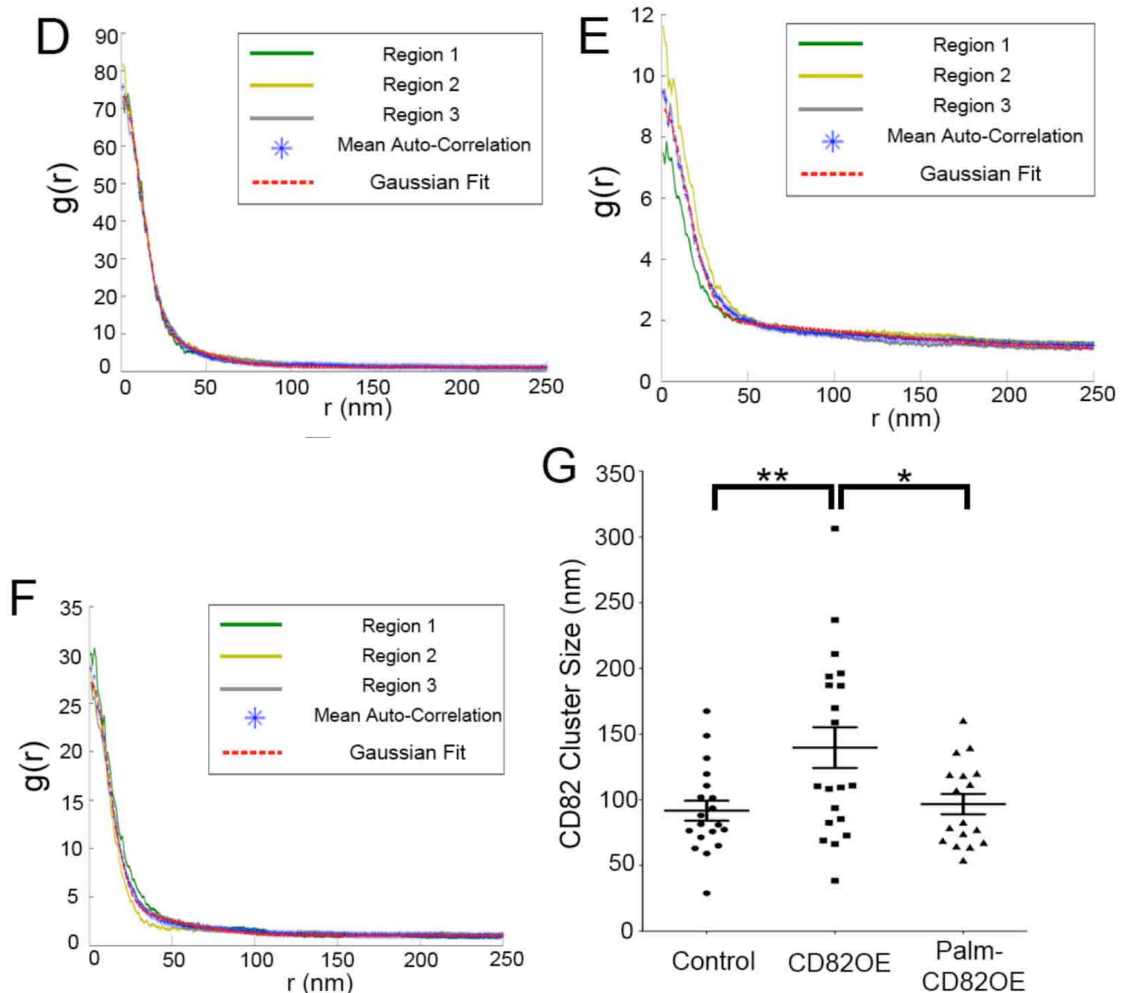 D
90
80
70
60
50
40
30
20
10
0
g(r)
0 50 100 150 200 250
r (nm)
Region 1
Region 2
Region 3
Mean Auto-Correlation
Gaussian Fit
E
12
10
8
6
4
2
0
g(r)
0 50 100 150 200 250
r (nm)
Region 1
Region 2
Region 3
Mean Auto-Correlation
Gaussian Fit
F
35
30
25
20
15
10
5
0
g(r)
0 50 100 150 200 250
r (nm)
Region 1
Region 2
Region 3
Mean Auto-Correlation
Gaussian Fit
G
350
300
250
200
150
100
50
0
CD82 Cluster Size (nm)
** *
Control CD82OE Palm-
CD82OE